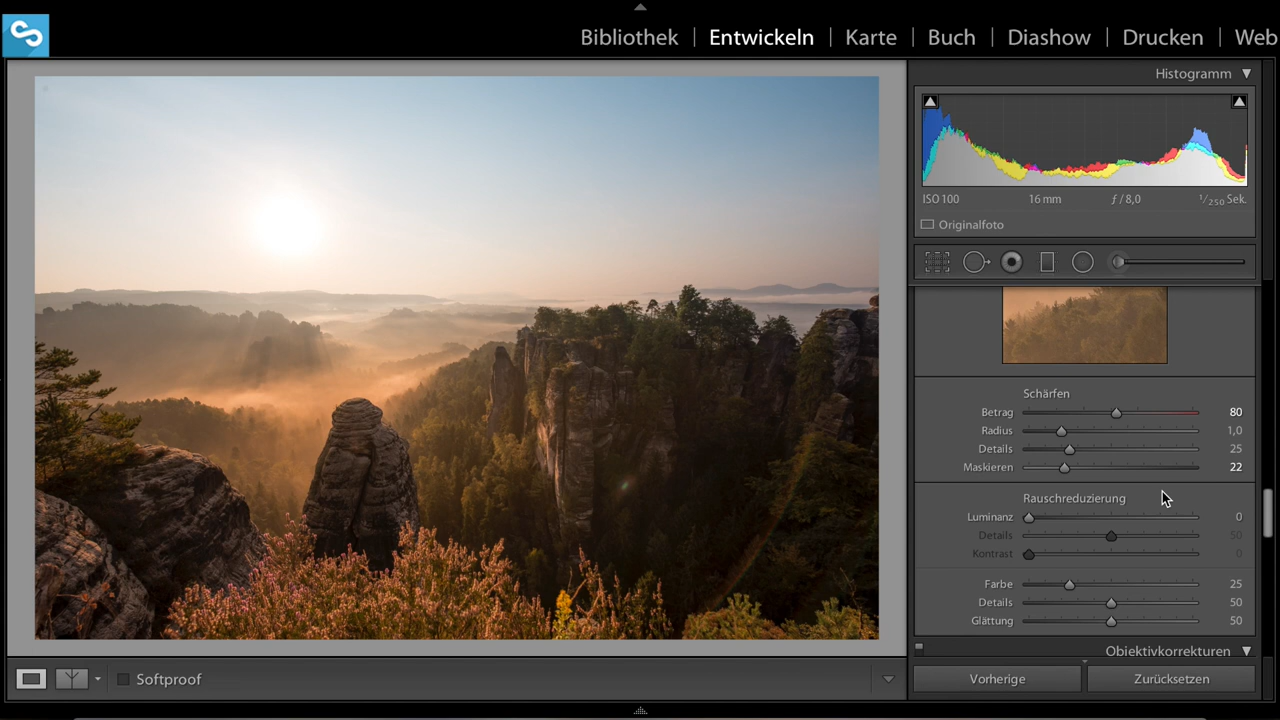 Bibliothek | Entwickeln | Karte | Buch | Diashow | Drucken | Web
Histogramm
ISO 100 16 mm ƒ / 8,0 1/250 Sek.
Originalfoto
Schärfen
Betrag 80
Radius 1,0
Details 25
Maskieren 22
Rauschreduzierung
Luminanz 0
Details 50
Kontrast 0
Farbe 25
Details 50
Glättung 50
Objektivkorrekturen
Softproof
Vorherige Zurücksetzen